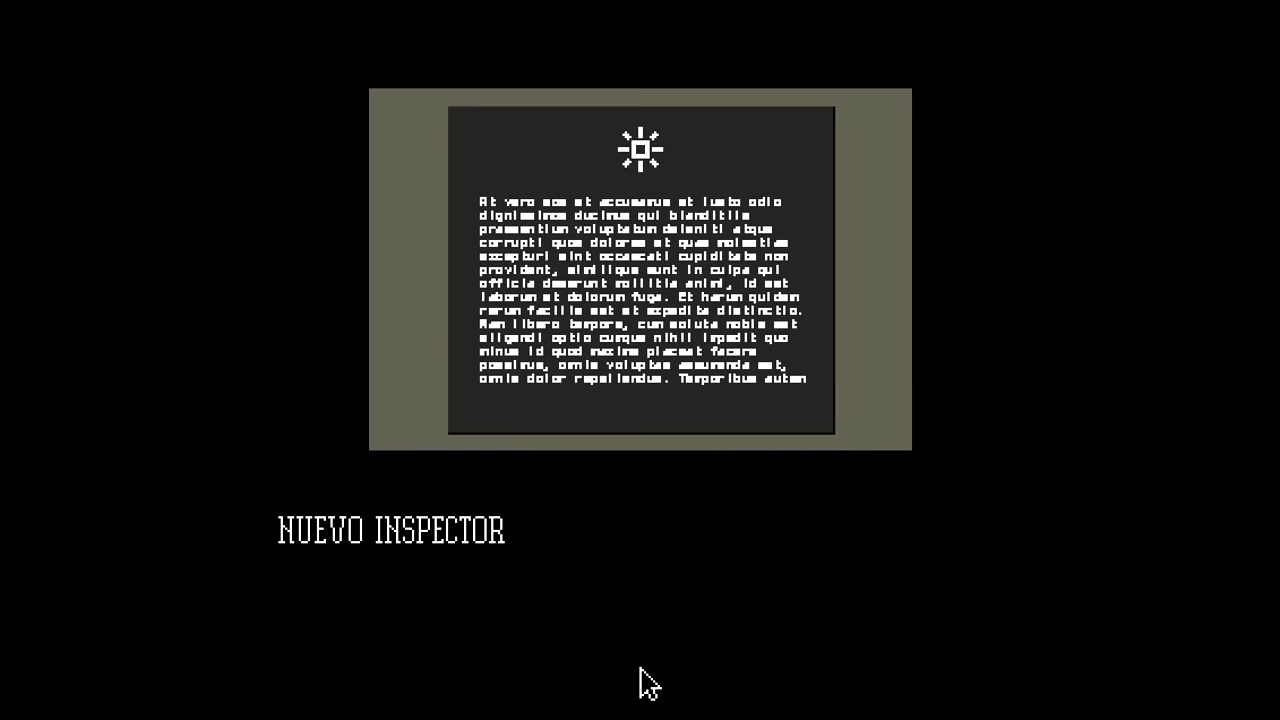 At vero eos et accusamus et iusto odio
dignissimos ducimus qui blanditiis
praesentium voluptatum deleniti atque
corrupti quos dolores et quas molestias
excepturi sint occaecati cupiditate non
provident, similique sunt in culpa qui
officia deserunt mollitia animi, id est
laborum et dolorum fuga. Et harum quidem
rerum facilis est et expedita distinctio.
Nam libero tempore, cum soluta nobis est
eligendi optio cumque nihil impedit quo
minus id quod maxime placeat facere
possimus, omnis voluptas assumenda est,
omnis dolor repellendus. Temporibus autem
NUEVO INSPECTOR